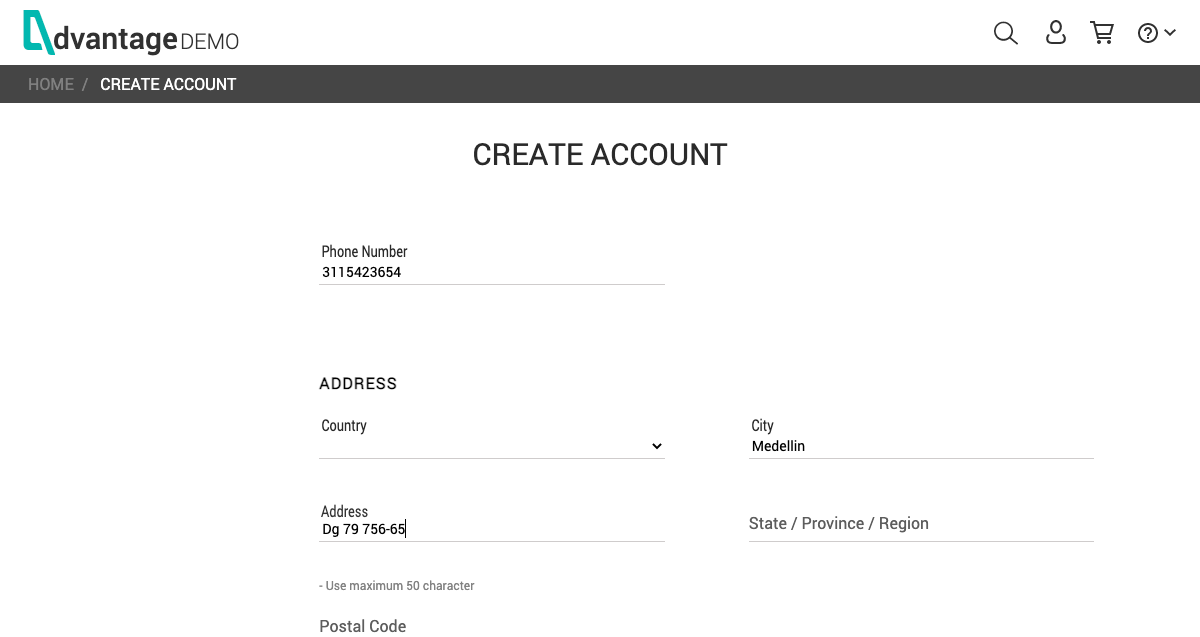 dvantage DEMO
HOME / CREATE ACCOUNT
CREATE ACCOUNT
Phone Number
3115423654
ADDRESS
Country
City
Medellin
Address
Dg 79 756-65
State / Province / Region
- Use maximum 50 character
Postal Code